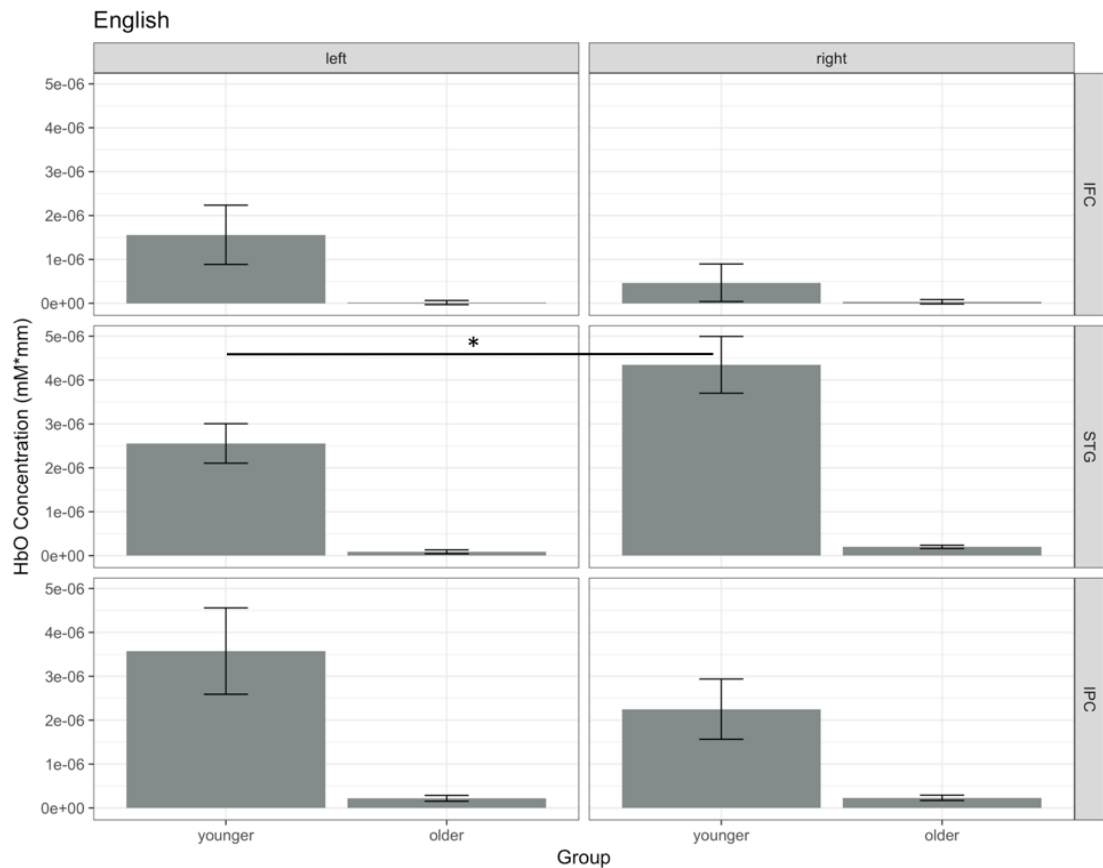 English
left
right
5e-06
4e-06
3e-06
2e-06
1e-06
0e+00
IFC
5e-06
4e-06
3e-06
2e-06
1e-06
0e+00
*
STG
5e-06
4e-06
3e-06
2e-06
1e-06
0e+00
IPC
HbO Concentration (mM*mm)
younger older younger older
Group